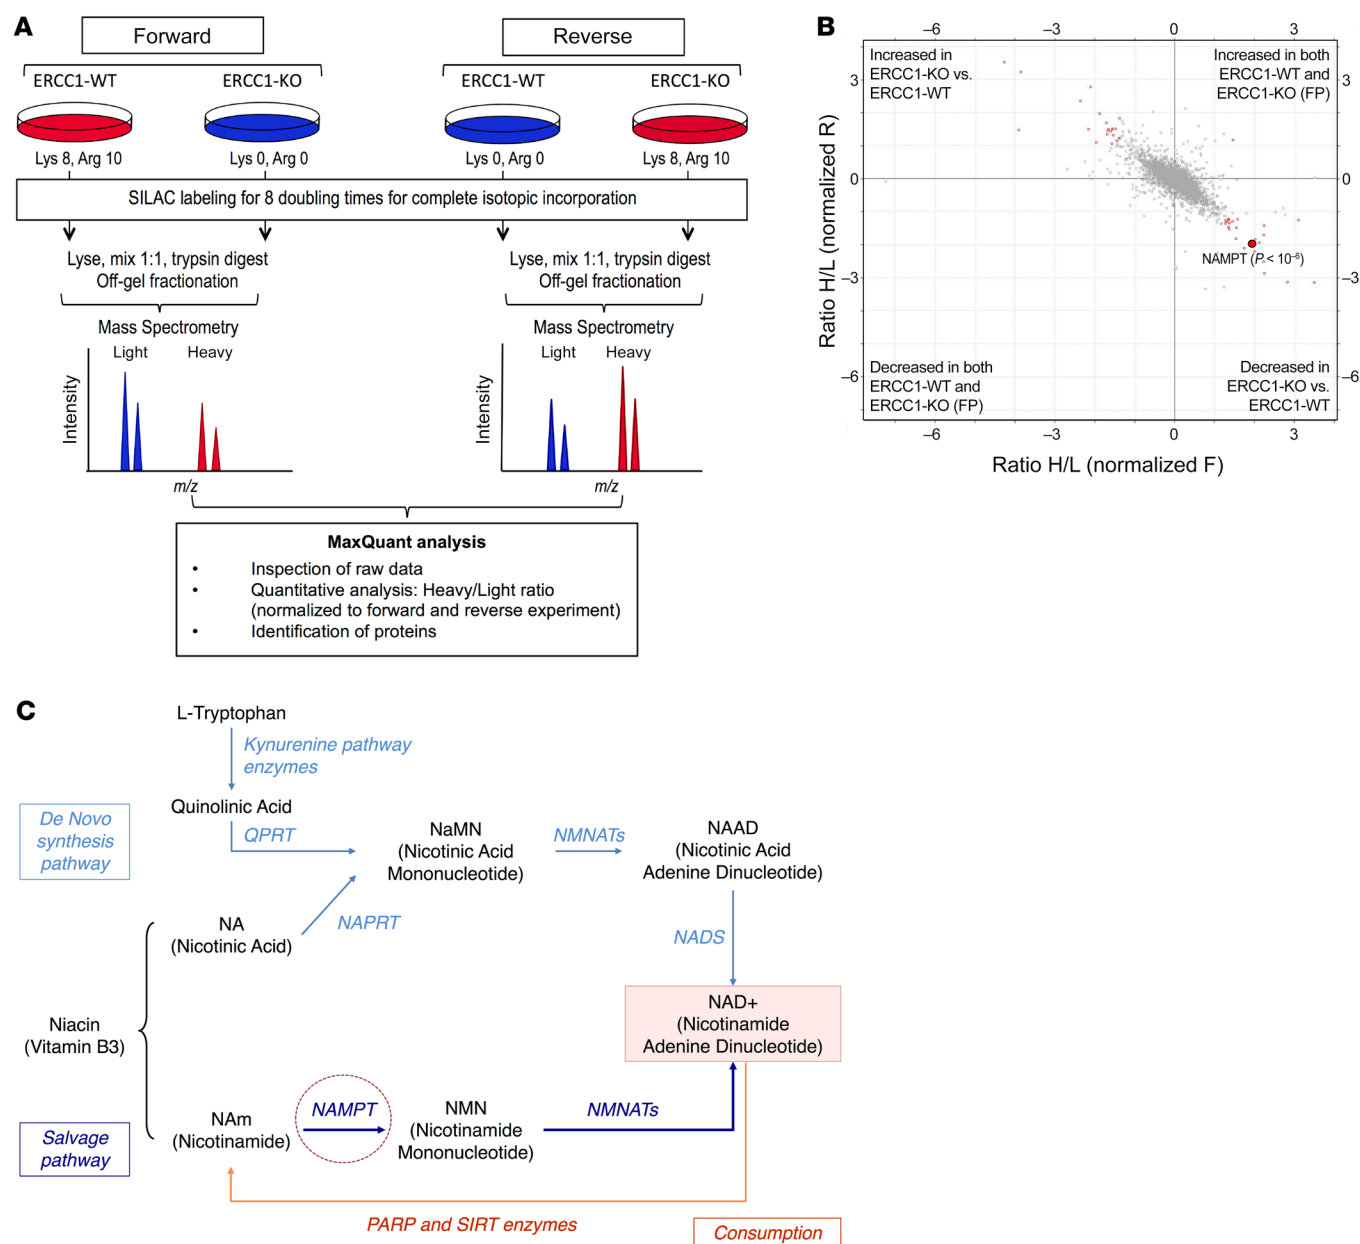 A
Forward
Reverse
ERCC1-WT
ERCC1-KO
ERCC1-WT
ERCC1-KO
Lys 8, Arg 10
Lys 0, Arg 0
Lys 0, Arg 0
Lys 8, Arg 10
SILAC labeling for 8 doubling times for complete isotopic incorporation
Lyse, mix 1:1, trypsin digest
Off-gel fractionation
Lyse, mix 1:1, trypsin digest
Off-gel fractionation
Mass Spectrometry
Light
Heavy
Intensity
m/z
Mass Spectrometry
Light
Heavy
Intensity
m/z
MaxQuant analysis
• Inspection of raw data
• Quantitative analysis: Heavy/Light ratio
(normalized to forward and reverse experiment)
• Identification of proteins
B
–6
–3
0
3
Increased in
ERCC1-KO vs.
ERCC1-WT
Increased in both
ERCC1-WT and
ERCC1-KO (FP)
3
0
–3
–6
3
0
–3
–6
Ratio H/L (normalized R)
NAMPT (P < 10–6)
Decreased in both
ERCC1-WT and
ERCC1-KO (FP)
Decreased in
ERCC1-KO vs.
ERCC1-WT
–6
–3
0
3
Ratio H/L (normalized F)
C
L-Tryptophan
Kynurenine pathway
enzymes
Quinolinic Acid
De Novo
synthesis
pathway
QPRT
NaMN
(Nicotinic Acid
Mononucleotide)
NMNATs
NAAD
(Nicotinic Acid
Adenine Dinucleotide)
NA
(Nicotinic Acid)
NAPRT
NADS
Niacin
(Vitamin B3)
NAD+
(Nicotinamide
Adenine Dinucleotide)
Salvage
pathway
NAm
(Nicotinamide)
NAMPT
NMN
(Nicotinamide
Mononucleotide)
NMNATs
PARP and SIRT enzymes
Consumption